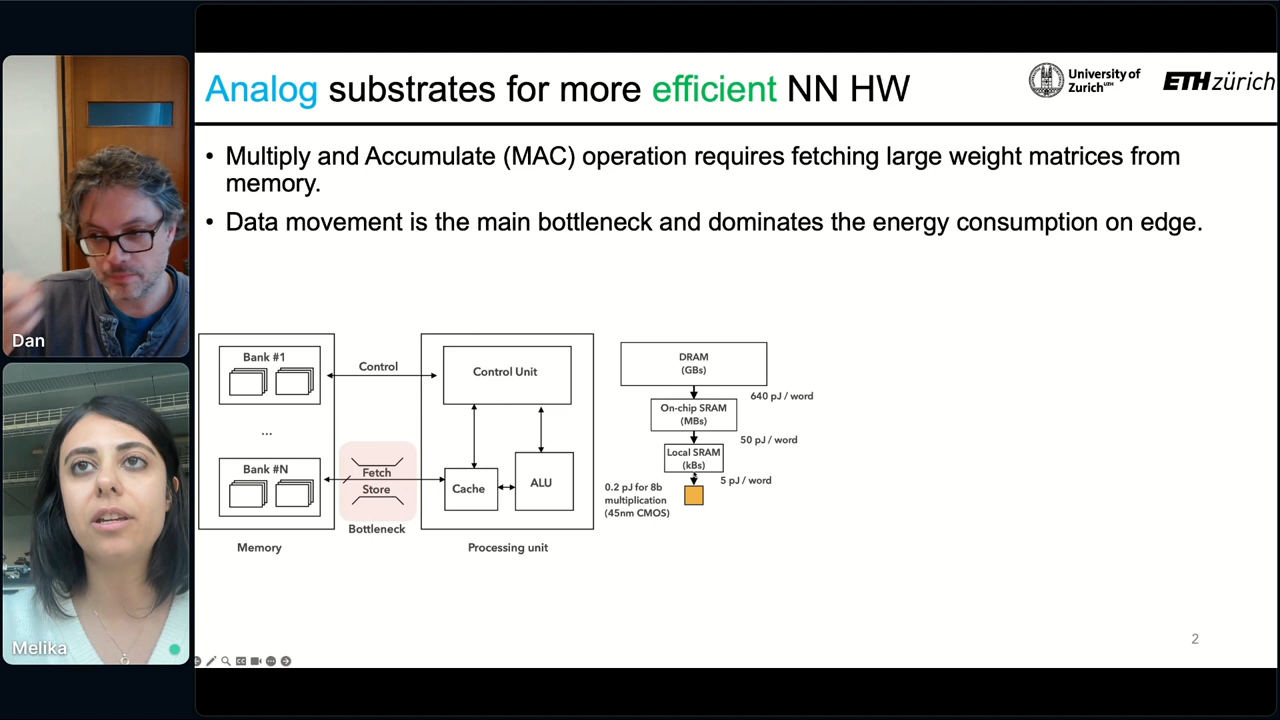 Analog substrates for more efficient NN HW
University of
Zurich UZH
ETH zürich
• Multiply and Accumulate (MAC) operation requires fetching large weight matrices from
memory.
• Data movement is the main bottleneck and dominates the energy consumption on edge.
Dan
Melika
Bank #1
...
Bank #N
Memory
Control
Fetch
Store
Bottleneck
Control Unit
Cache
ALU
Processing unit
DRAM
(GBs)
640 pJ / word
On-chip SRAM
(MBs)
50 pJ / word
Local SRAM
(kBs)
5 pJ / word
0.2 pJ for 8b
multiplication
(45nm CMOS)
2